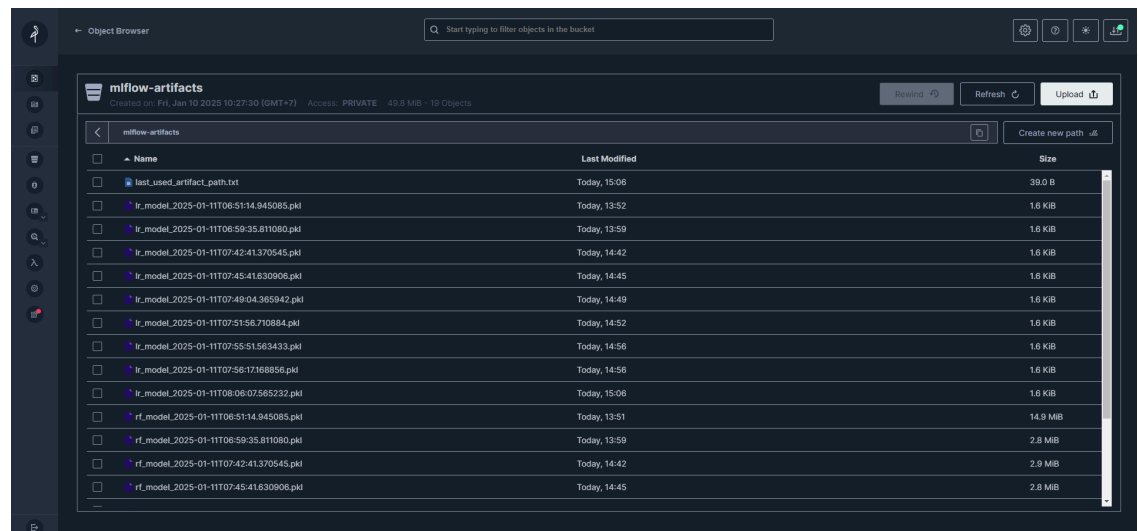 ← Object Browser
Start typing to filter objects in the bucket
mlflow-artifacts
Created on: Fri, Jan 10 2025 10:27:30 (GMT+7) Access: PRIVATE 49.8 MiB - 19 Objects
Rewind Refresh Upload
mlflow-artifacts Create new path
Name Last Modified Size
last_used_artifact_path.txt Today, 15:06 39.0 B
lr_model_2025-01-11T06:51:14.945085.pkl Today, 13:52 1.6 KiB
lr_model_2025-01-11T06:59:35.811080.pkl Today, 13:59 1.6 KiB
lr_model_2025-01-11T07:42:41.370545.pkl Today, 14:42 1.6 KiB
lr_model_2025-01-11T07:45:41.630906.pkl Today, 14:45 1.6 KiB
lr_model_2025-01-11T07:49:04.365942.pkl Today, 14:49 1.6 KiB
lr_model_2025-01-11T07:51:56.710884.pkl Today, 14:52 1.6 KiB
lr_model_2025-01-11T07:55:51.563433.pkl Today, 14:56 1.6 KiB
lr_model_2025-01-11T07:56:17.168856.pkl Today, 14:56 1.6 KiB
lr_model_2025-01-11T08:06:07.565232.pkl Today, 15:06 1.6 KiB
rf_model_2025-01-11T06:51:14.945085.pkl Today, 13:51 14.9 MiB
rf_model_2025-01-11T06:59:35.811080.pkl Today, 13:59 2.8 MiB
rf_model_2025-01-11T07:42:41.370545.pkl Today, 14:42 2.9 MiB
rf_model_2025-01-11T07:45:41.630906.pkl Today, 14:45 2.8 MiB